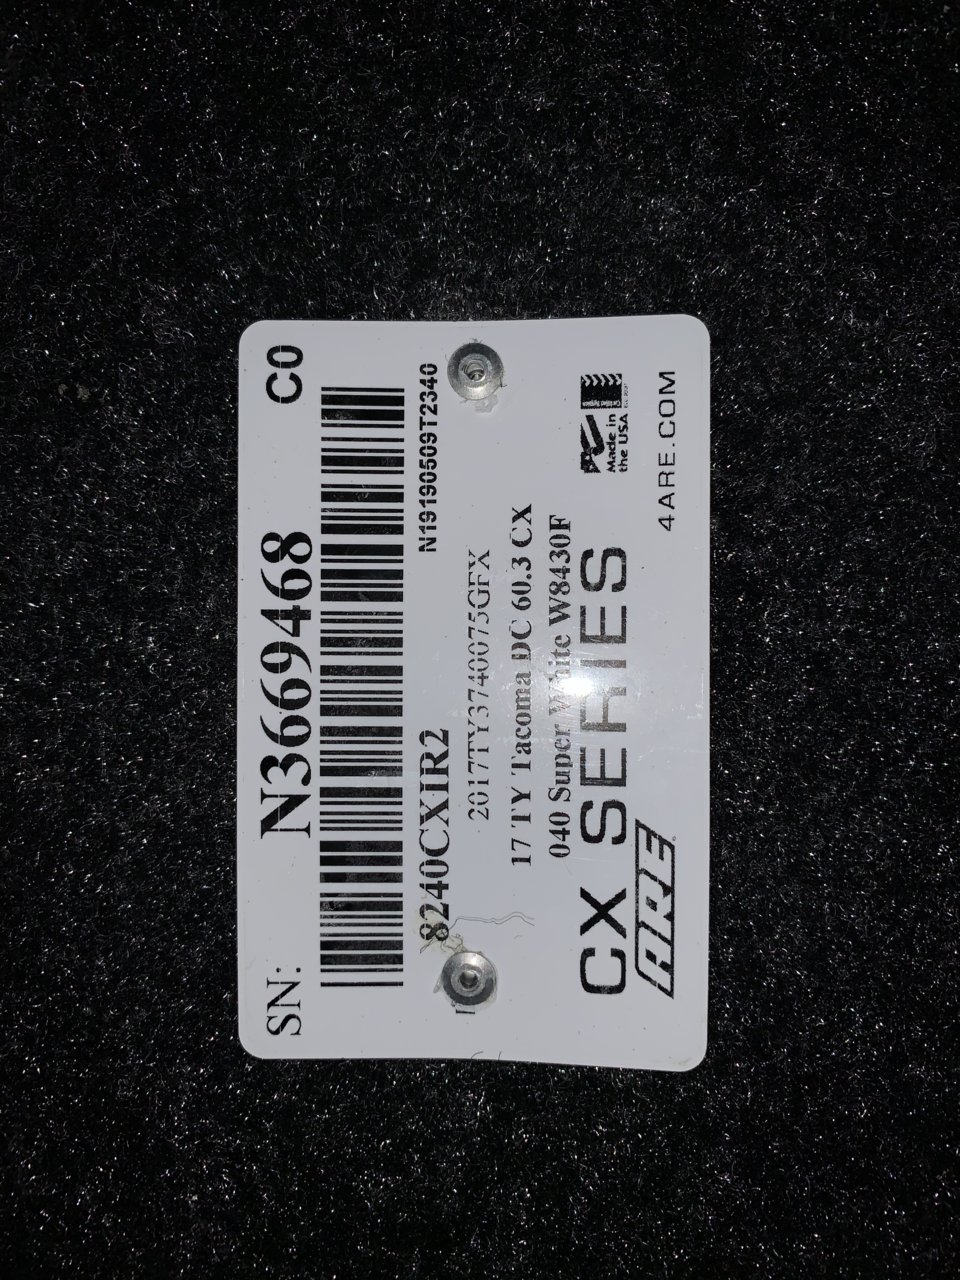 SN: N3669468 C0
N19190509T2340
8240CXIR2
2017TY3740075GFX
17 TY Tacoma DC 60.3 CX
040 Super White W8430F
CX SERIES
Made in
the USA
ARE
4ARE.COM